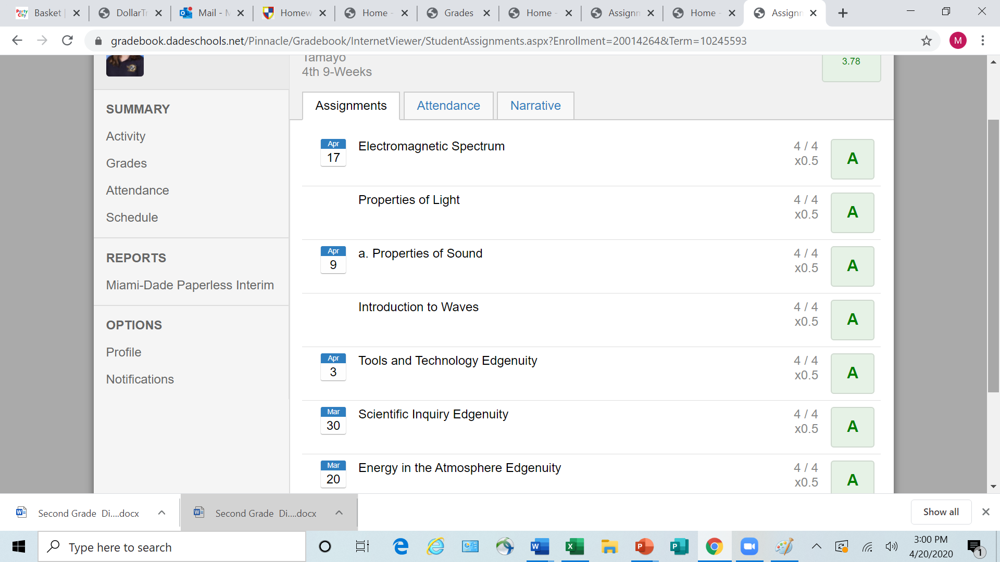 Party City
Basket
DollarTr
Mail - M
Homew
Home -
Grades
Home -
Assignm
Home -
Assignm
gradebook.dadeschools.net/Pinnacle/Gradebook/InternetViewer/StudentAssignments.aspx?Enrollment=20014264&Term=10245593
M
Tamayo
4th 9-Weeks
3.78
SUMMARY
Activity
Grades
Attendance
Schedule
REPORTS
Miami-Dade Paperless Interim
OPTIONS
Profile
Notifications
Assignments
Attendance
Narrative
Apr
17
Electromagnetic Spectrum
4 / 4
x0.5
A
Properties of Light
4 / 4
x0.5
A
Apr
9
a. Properties of Sound
4 / 4
x0.5
A
Introduction to Waves
4 / 4
x0.5
A
Apr
3
Tools and Technology Edgenuity
4 / 4
x0.5
A
Mar
30
Scientific Inquiry Edgenuity
4 / 4
x0.5
A
Mar
20
Energy in the Atmosphere Edgenuity
4 / 4
x0.5
A
Second Grade Di....docx
Second Grade Di....docx
Show all
Type here to search
3:00 PM
4/20/2020
1